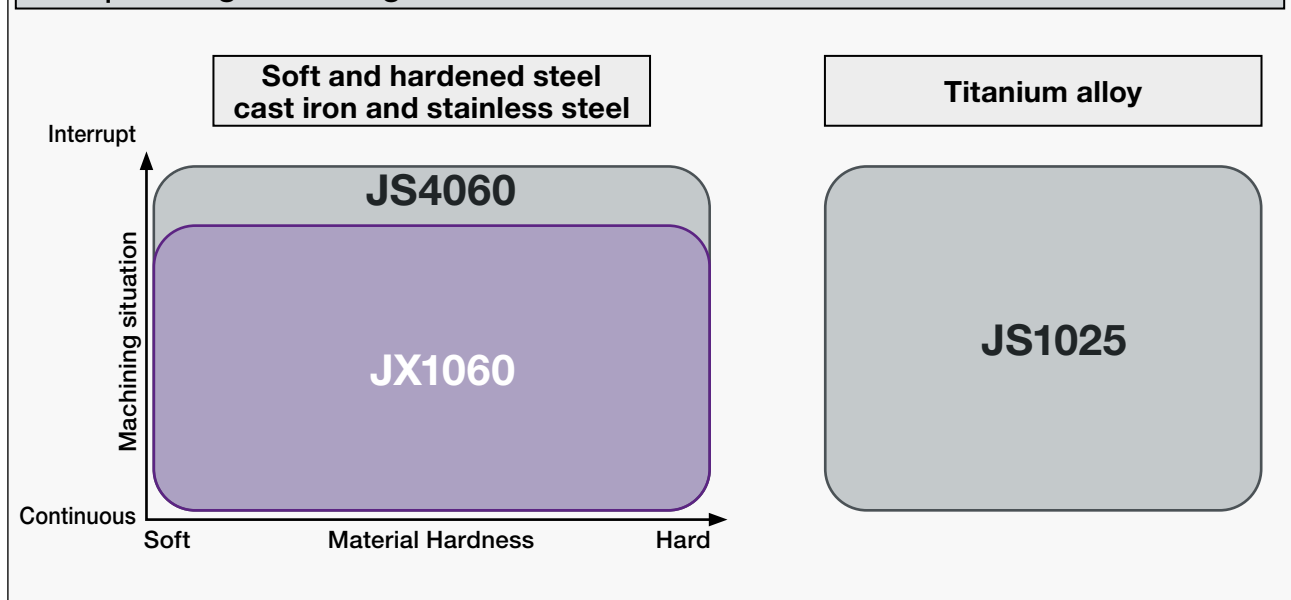 Soft and hardened steel
cast iron and stainless steel
Titanium alloy
Interrupt
JS4060
Machining situation
JX1060
JS1025
Continuous
Soft
Material Hardness
Hard